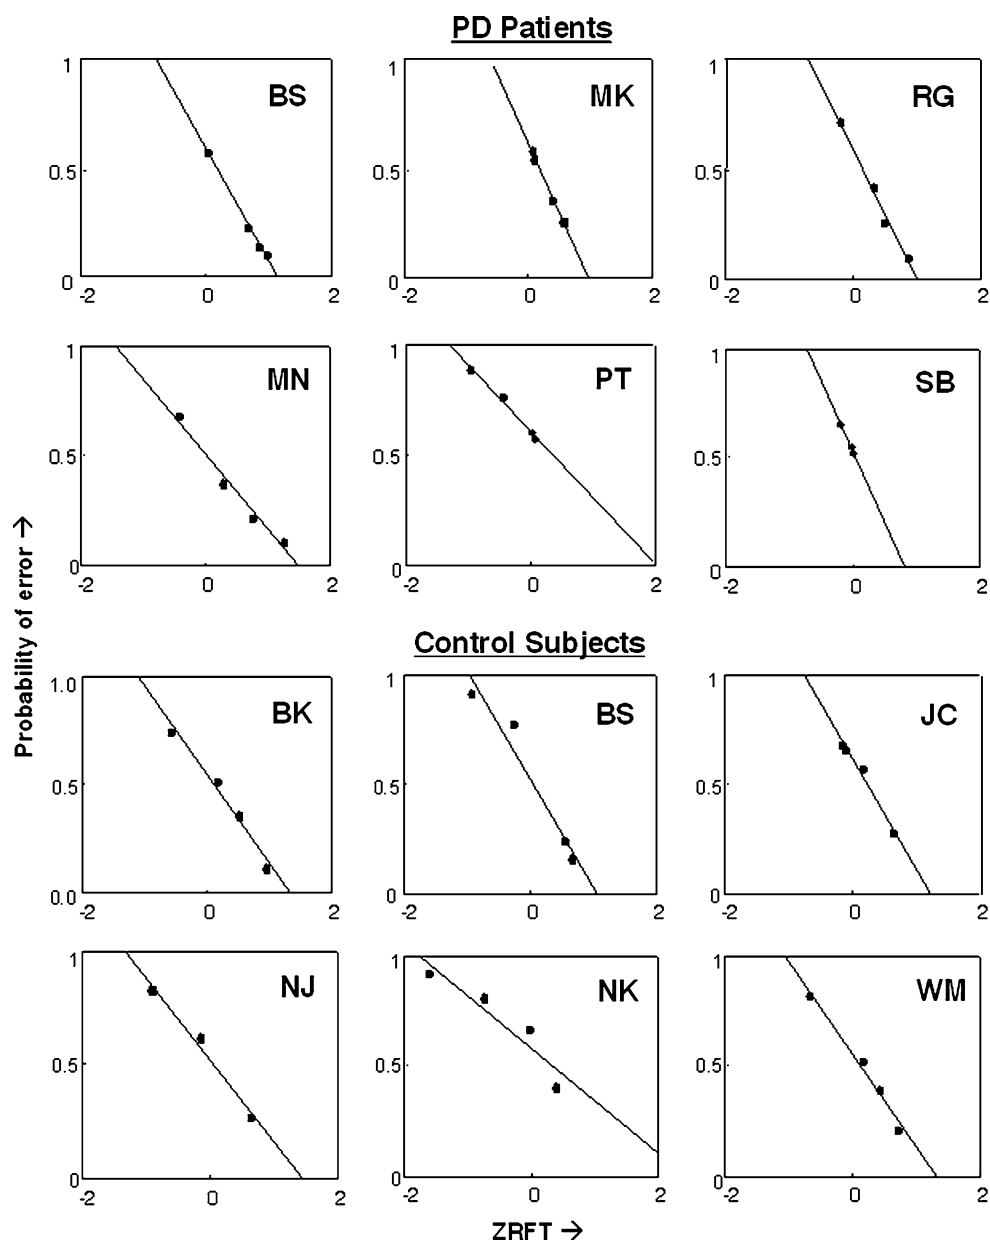 PD Patients
1 BS 1 MK 1 RG
0.5 0.5 0.5
0 0 0
-2 0 2 -2 0 2 -2 0 2
1 MN 1 PT 1 SB
0.5 0.5 0.5
0 0 0
-2 0 2 -2 0 2 -2 0 2
Probability of error →
Control Subjects
1.0 BK 1 BS 1 JC
0.5 0.5 0.5
0.0 0 0
-2 0 2 -2 0 2 -2 0 2
1 NJ 1 NK 1 WM
0.5 0.5 0.5
0 0 0
-2 0 2 -2 0 2 -2 0 2
ZRFT →